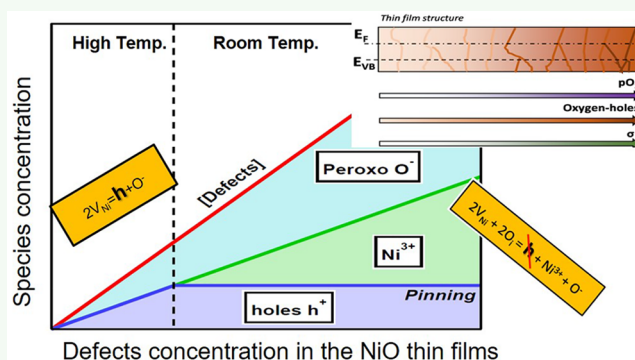 Thin film structure
High Temp.
Room Temp.
E_F
E_VB
pO
Oxygen-holes
σ
Species concentration
2V_Ni=h+O⁻
[Defects]
Peroxo O⁻
Ni³⁺
2V_Ni + 2O_i = h + Ni³⁺ + O⁻
holes h⁺
Pinning
Defects concentration in the NiO thin films